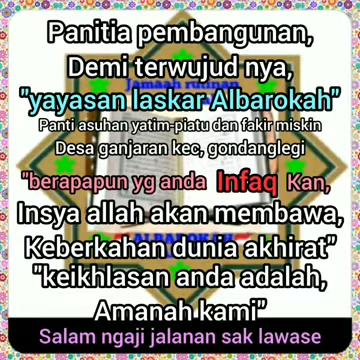 Panitia pembangunan,
Demi terwujud nya,
"yayasan laskar Albarokah"
Panti asuhan yatim-piatu dan fakir miskin
Desa ganjaran kec, gondanglegi
"berapapun yg anda Infaq Kan,
Insya allah akan membawa,
Keberkahan dunia akhirat"
"keikhlasan anda adalah,
Amanah kami"
Salam ngaji jalanan sak lawase